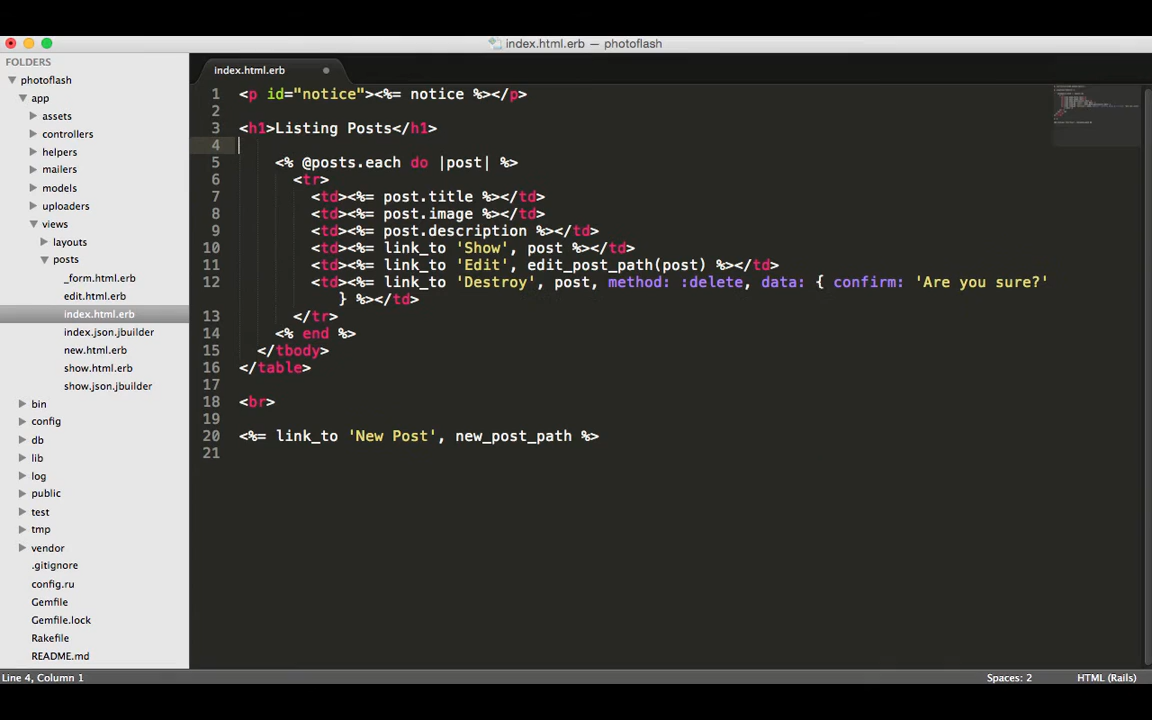 index.html.erb — photoflash
FOLDERS
photoflash
app
assets
controllers
helpers
mailers
models
uploaders
views
layouts
posts
_form.html.erb
edit.html.erb
index.html.erb
index.json.jbuilder
new.html.erb
show.html.erb
show.json.jbuilder
bin
config
db
lib
log
public
test
tmp
vendor
.gitignore
config.ru
Gemfile
Gemfile.lock
Rakefile
README.md
index.html.erb
1 <p id="notice"><%= notice %></p>
2
3 <h1>Listing Posts</h1>
4
5 <% @posts.each do |post| %>
6 <tr>
7 <td><%= post.title %></td>
8 <td><%= post.image %></td>
9 <td><%= post.description %></td>
10 <td><%= link_to 'Show', post %></td>
11 <td><%= link_to 'Edit', edit_post_path(post) %></td>
12 <td><%= link_to 'Destroy', post, method: :delete, data: { confirm: 'Are you sure?'
} %></td>
13 </tr>
14 <% end %>
15 </tbody>
16 </table>
17
18 <br>
19
20 <%= link_to 'New Post', new_post_path %>
21
Line 4, Column 1
Spaces: 2
HTML (Rails)